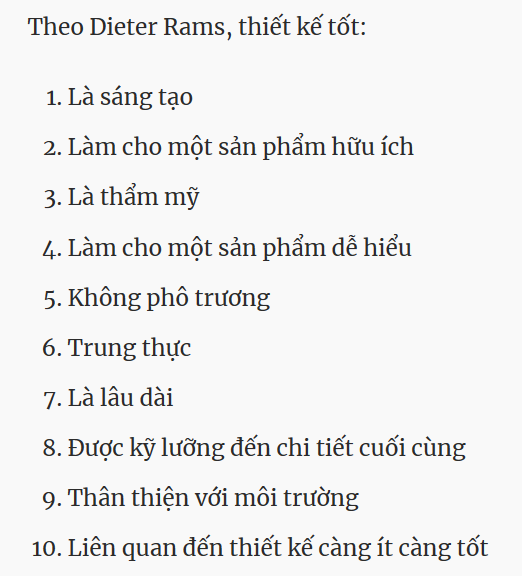 Theo Dieter Rams, thiết kế tốt:
1. Là sáng tạo
2. Làm cho một sản phẩm hữu ích
3. Là thẩm mỹ
4. Làm cho một sản phẩm dễ hiểu
5. Không phô trương
6. Trung thực
7. Là lâu dài
8. Được kỹ lưỡng đến chi tiết cuối cùng
9. Thân thiện với môi trường
10. Liên quan đến thiết kế càng ít càng tốt